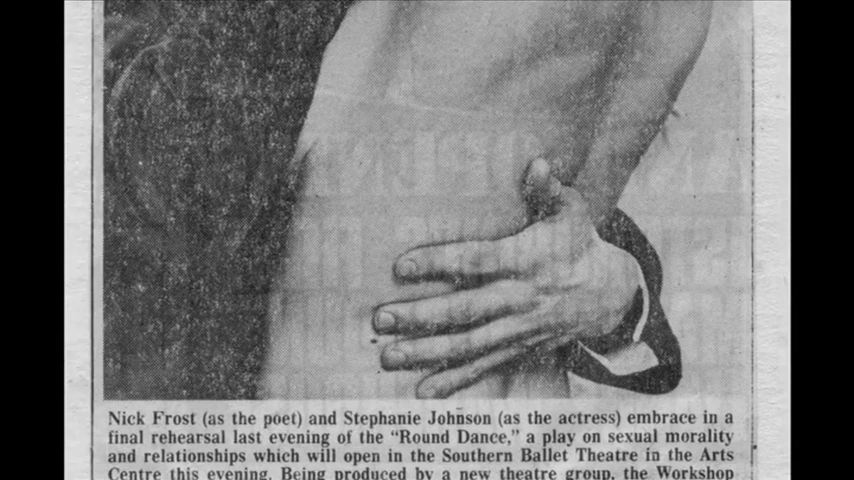 Nick Frost (as the poet) and Stephanie Johnson (as the actress) embrace in a
final rehearsal last evening of the "Round Dance," a play on sexual morality
and relationships which will open in the Southern Ballet Theatre in the Arts
Centre this evening. Being produced by a new theatre group, the Workshop